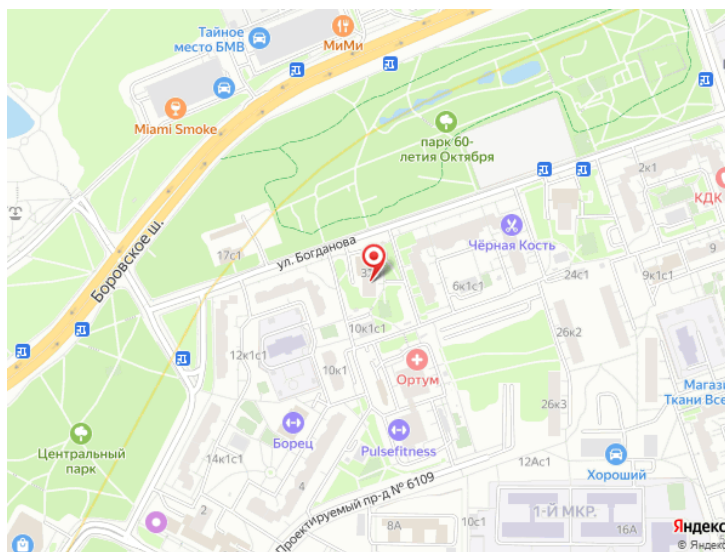 Тайное
место БМВ
МиМи
Miami Smoke
парк 60-
летия Октября
2к1
КДК
Боровское ш.
17с1
ул. Богданова
Чёрная Кость
24с1
9к1с1
9
6к1с1
10к1с1
26к2
12к1с1
10к1
Ортум
Магази
Ткани Все
26к3
Борец
Pulsefitness
Центральный
парк
14к1с1
4
2
12Ас1
Хороший
Проектируемый пр-д № 6109
8А
10с1
1-Й МКР.
16А
Яндекс
© Яндекс